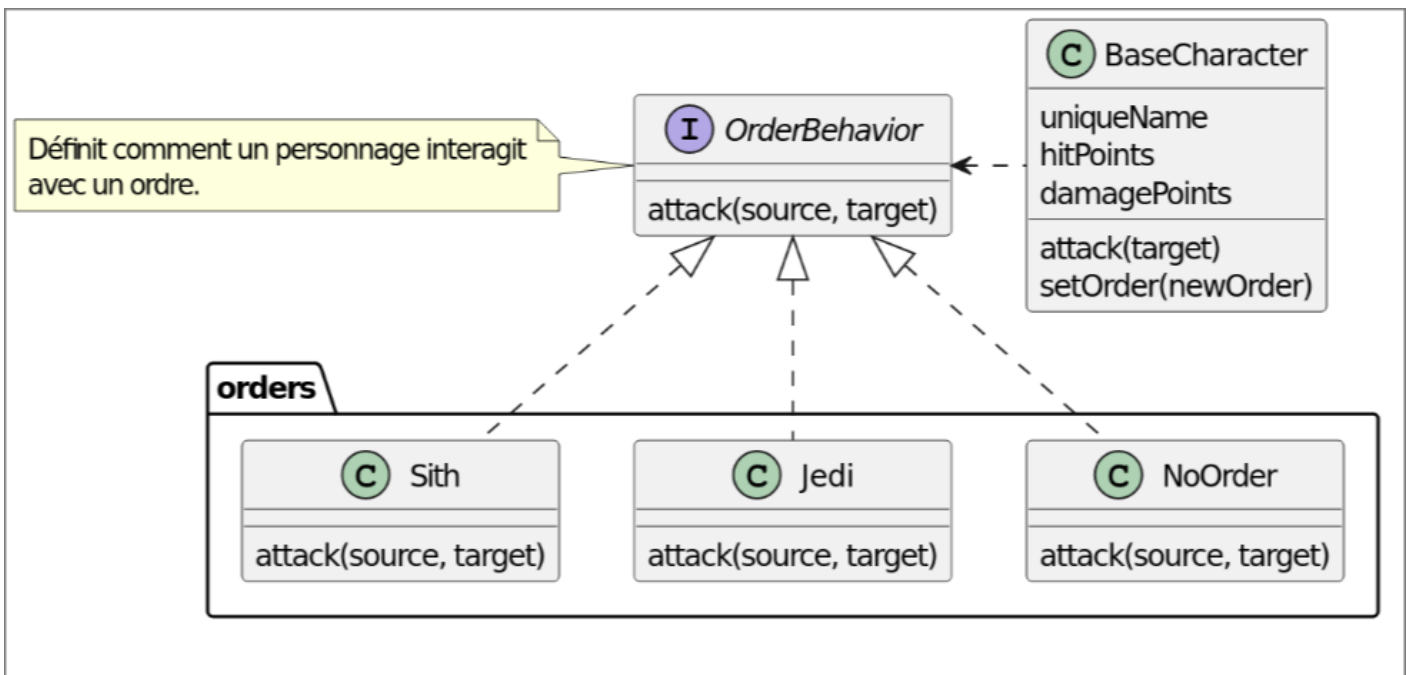 C BaseCharacter
uniqueName
hitPoints
damagePoints
attack(target)
setOrder(newOrder)
I OrderBehavior
attack(source, target)
Définit comment un personnage interagit
avec un ordre.
orders
C Sith
attack(source, target)
C Jedi
attack(source, target)
C NoOrder
attack(source, target)